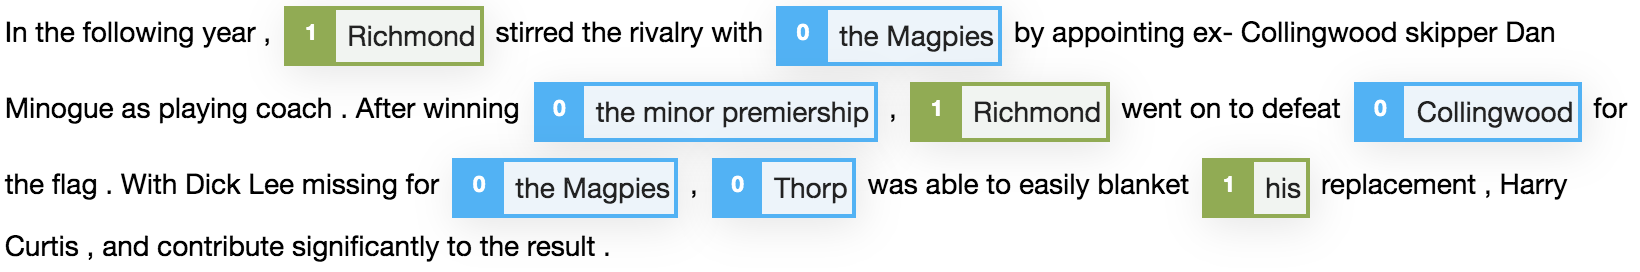 In the following year , 1 Richmond stirred the rivalry with 0 the Magpies by appointing ex- Collingwood skipper Dan
Minogue as playing coach . After winning 0 the minor premiership , 1 Richmond went on to defeat 0 Collingwood for
the flag . With Dick Lee missing for 0 the Magpies , 0 Thorp was able to easily blanket 1 his replacement , Harry
Curtis , and contribute significantly to the result .